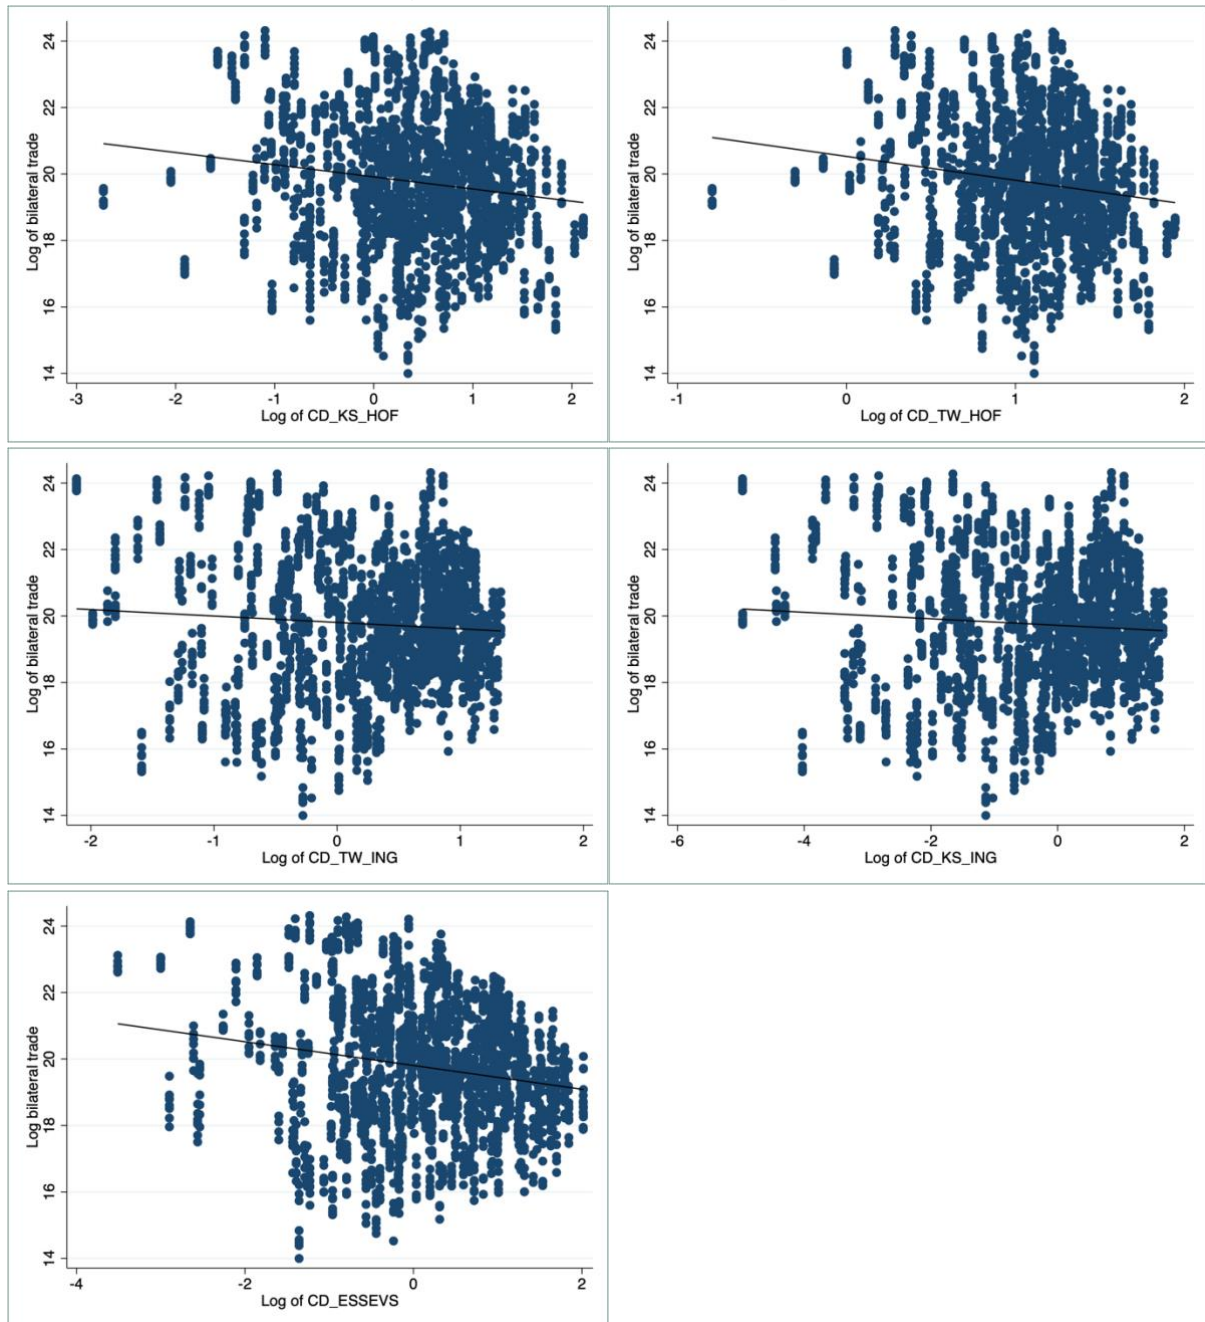 24
22
20
18
16
14
Log of bilateral trade
-3 -2 -1 0 1 2
Log of CD_KS_HOF
24
22
20
18
16
14
Log of bilateral trade
-1 0 1 2
Log of CD_TW_HOF
24
22
20
18
16
14
Log of bilateral trade
-2 -1 0 1 2
Log of CD_TW_ING
24
22
20
18
16
14
Log of bilateral trade
-6 -4 -2 0 2
Log of CD_KS_ING
24
22
20
18
16
14
Log bilateral trade
-4 -2 0 2
Log of CD_ESSEVS